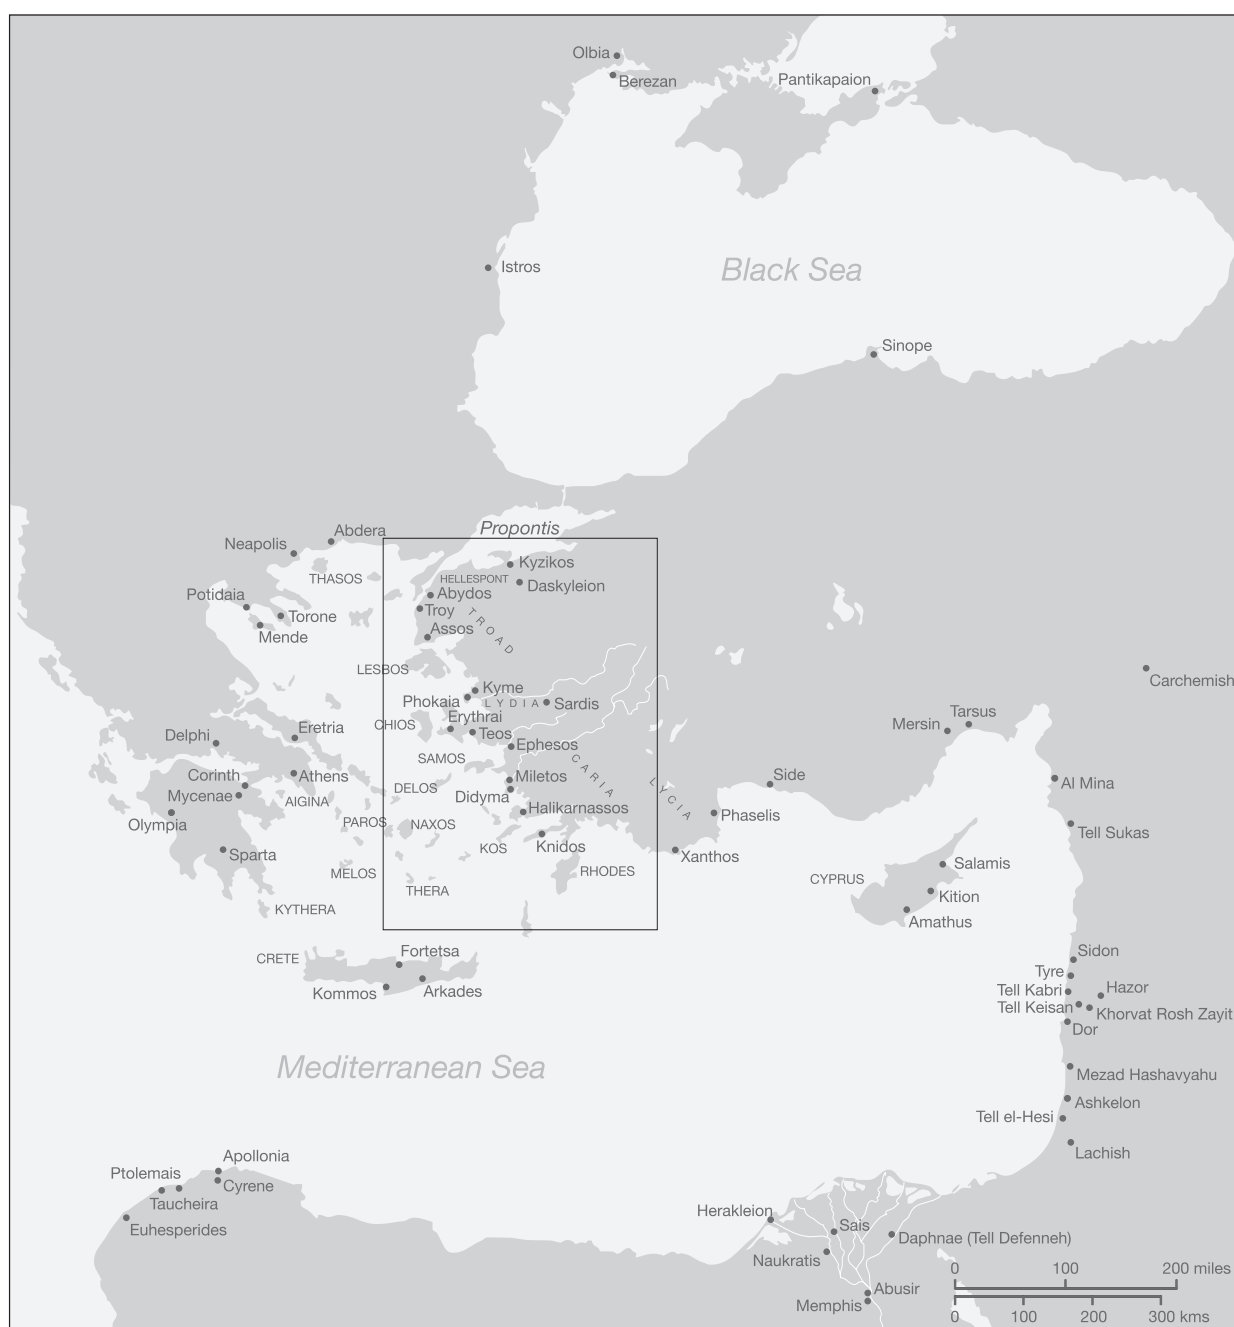 Olbia
Berezan
Pantikapaion
Istros
Black Sea
Sinope
Propontis
Abdera
Neapolis
Kyzikos
THASOS
HELLESPONT
Daskyleion
Potidaia
Abydos
Troy
Torone
TROAD
Mende
Assos
LESBOS
Carchemish
Kyme
Phokaia
LYDIA
Sardis
Tarsus
Erythrai
CHIOS
Mersin
Eretria
Delphi
Teos
Ephesos
SAMOS
Corinth
Athens
Miletos
CARIA
LYCIA
Side
Al Mina
Mycenae
DELOS
Didyma
AIGINA
Halikarnassos
Phaselis
Olympia
PAROS
NAXOS
Tell Sukas
Knidos
KOS
Sparta
Xanthos
Salamis
MELOS
RHODES
CYPRUS
THERA
Kition
KYTHERA
Amathus
Fortetsa
CRETE
Sidon
Tyre
Kommos
Arkades
Tell Kabri
Hazor
Tell Keisan
Khorvat Rosh Zayit
Dor
Mediterranean Sea
Mezad Hashavyahu
Ashkelon
Tell el-Hesi
Lachish
Apollonia
Ptolemais
Cyrene
Taucheira
Euhesperides
Herakleion
Sais
Daphnae (Tell Defenneh)
Naukratis
Abusir
Memphis
0 100 200 miles
0 100 200 300 kms